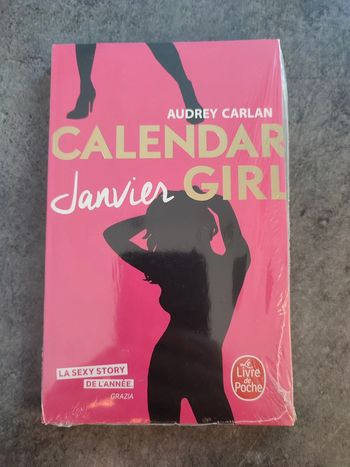 AUDREY CARLAN
CALENDAR
Janvier GIRL
LA SEXY STORY
DE L'ANNÉE.
GRAZIA
Le
Livre
de
Poche